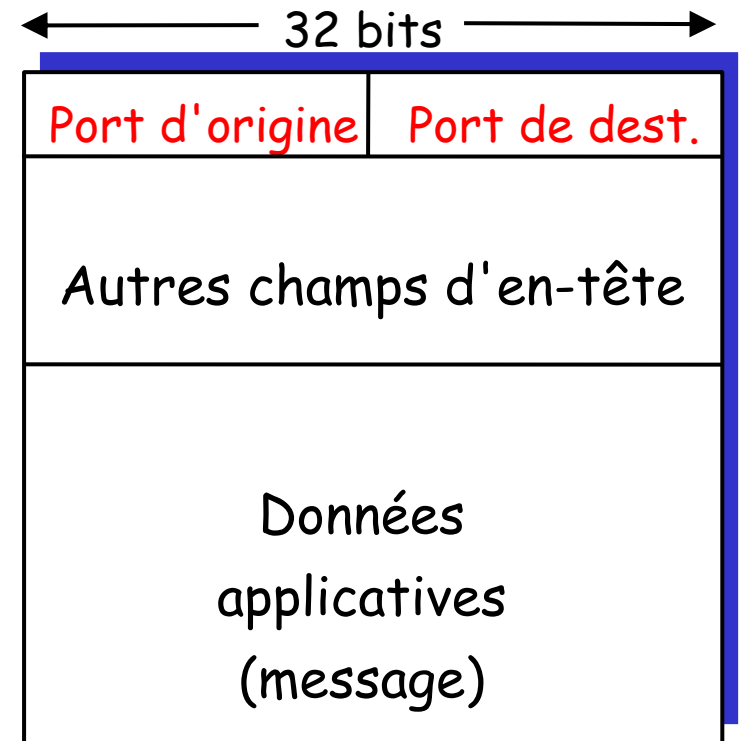 32 bits
Port d'origine Port de dest.
Autres champs d'en-tête
Données
applicatives
(message)